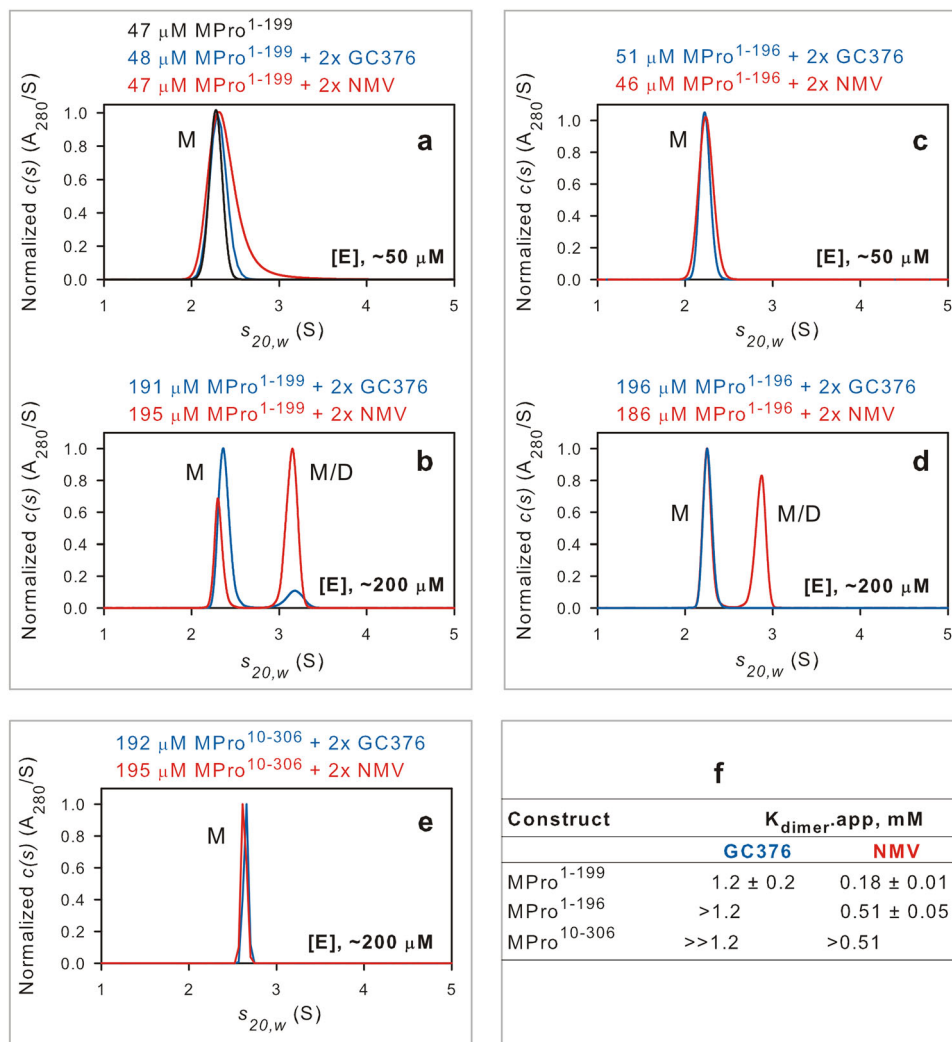 47 μM MPro1-199
48 μM MPro1-199 + 2x GC376
47 μM MPro1-199 + 2x NMV
Normalized c(s) (A280/S)
1.0
0.8
0.6
0.4
0.2
0.0
M
a
[E], ~50 μM
1 2 3 4 5
s20,w (S)
191 μM MPro1-199 + 2x GC376
195 μM MPro1-199 + 2x NMV
Normalized c(s) (A280/S)
1.0
0.8
0.6
0.4
0.2
0.0
M
M/D
b
[E], ~200 μM
1 2 3 4 5
s20,w (S)
51 μM MPro1-196 + 2x GC376
46 μM MPro1-196 + 2x NMV
Normalized c(s) (A280/S)
1.0
0.8
0.6
0.4
0.2
0.0
M
c
[E], ~50 μM
1 2 3 4 5
s20,w (S)
196 μM MPro1-196 + 2x GC376
186 μM MPro1-196 + 2x NMV
Normalized c(s) (A280/S)
1.0
0.8
0.6
0.4
0.2
0.0
M
M/D
d
[E], ~200 μM
1 2 3 4 5
s20,w (S)
192 μM MPro10-306 + 2x GC376
195 μM MPro10-306 + 2x NMV
Normalized c(s) (A280/S)
1.0
0.8
0.6
0.4
0.2
0.0
M
e
[E], ~200 μM
1 2 3 4 5
s20,w (S)
f
Construct Kdimer.app, mM
GC376 NMV
MPro1-199 1.2 ± 0.2 0.18 ± 0.01
MPro1-196 >1.2 0.51 ± 0.05
MPro10-306 >>1.2 >0.51